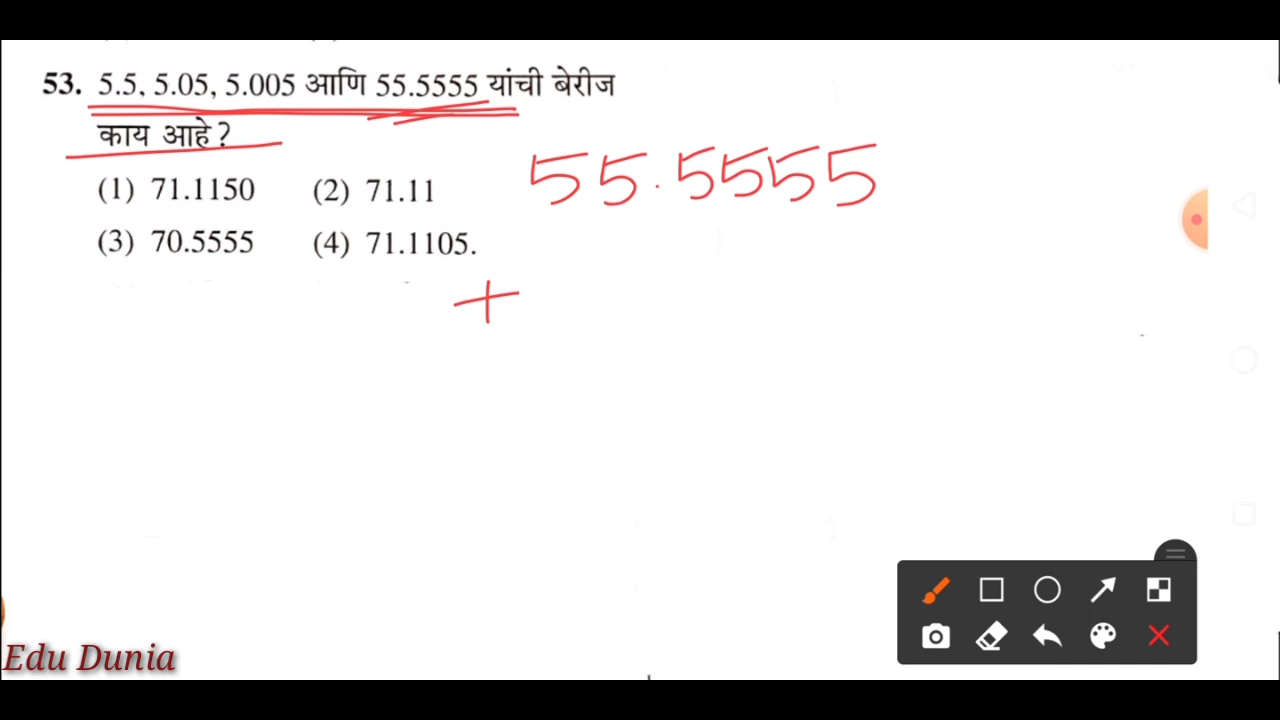 53. 5.5, 5.05, 5.005 आणि 55.5555 यांची बेरीज
काय आहे?
(1) 71.1150 (2) 71.11
(3) 70.5555 (4) 71.1105.
55.5555
+
Edu Dunia